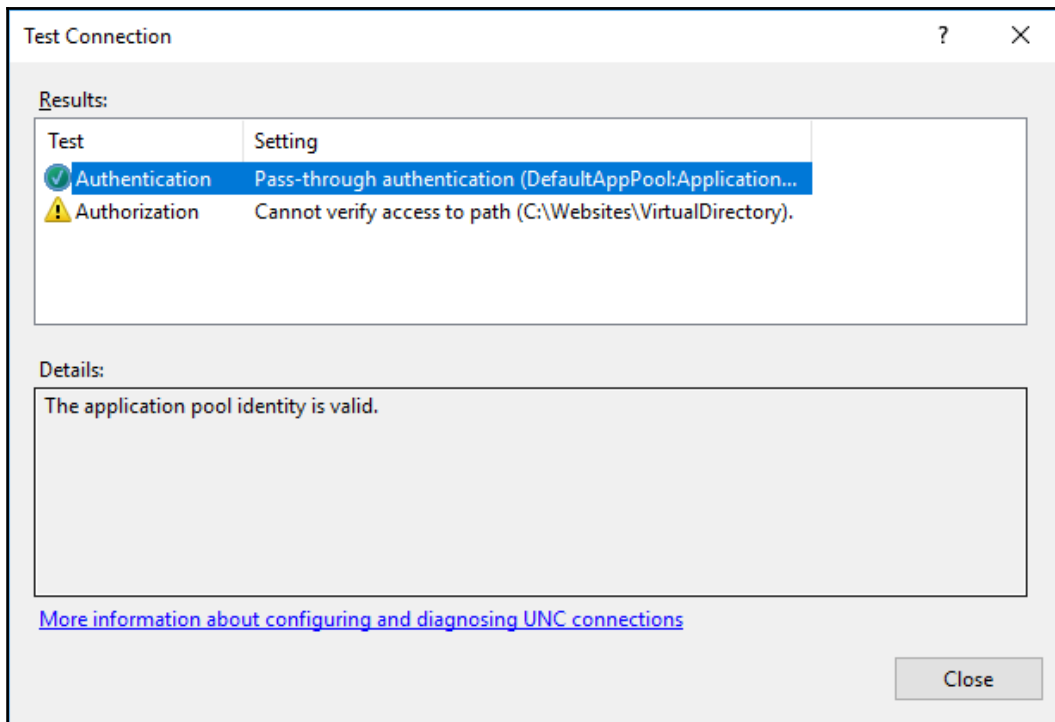 Test Connection ?
Results:
Test Setting
Authentication Pass-through authentication (DefaultAppPool:Application...
Authorization Cannot verify access to path (C:\Websites\VirtualDirectory).
Details:
The application pool identity is valid.
More information about configuring and diagnosing UNC connections
Close